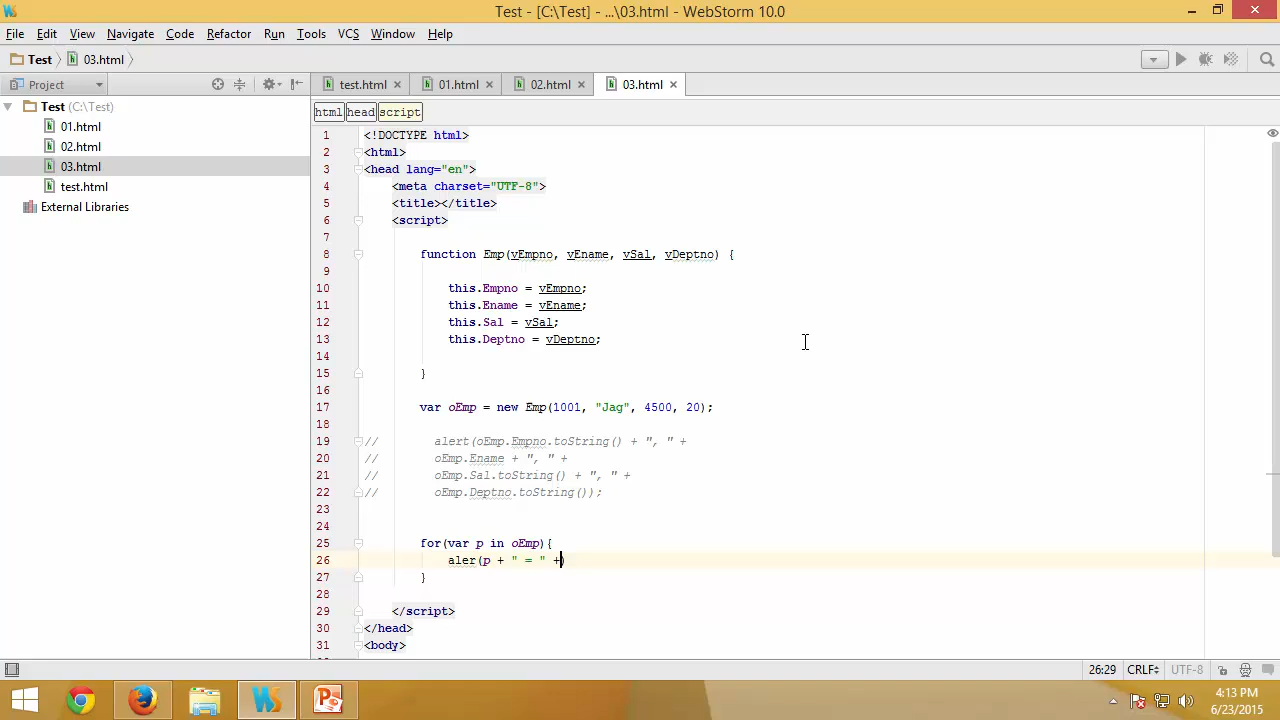 Test - [C:\Test] - ...\03.html - WebStorm 10.0
File Edit View Navigate Code Refactor Run Tools VCS Window Help
Test 03.html
Project test.html 01.html 02.html 03.html
html head script
Test (C:\Test)
01.html
02.html
03.html
test.html
External Libraries
1 <!DOCTYPE html>
2 <html>
3 <head lang="en">
4 <meta charset="UTF-8">
5 <title></title>
6 <script>
7
8 function Emp(vEmpno, vEname, vSal, vDeptno) {
9
10 this.Empno = vEmpno;
11 this.Ename = vEname;
12 this.Sal = vSal;
13 this.Deptno = vDeptno;
14
15 }
16
17 var oEmp = new Emp(1001, "Jag", 4500, 20);
18
19 // alert(oEmp.Empno.toString() + ", " +
20 // oEmp.Ename + ", " +
21 // oEmp.Sal.toString() + ", " +
22 // oEmp.Deptno.toString());
23
24
25 for(var p in oEmp){
26 aler(p + " = " +)
27 }
28
29 </script>
30 </head>
31 <body>
26:29 CRLF UTF-8
4:13 PM
6/23/2015